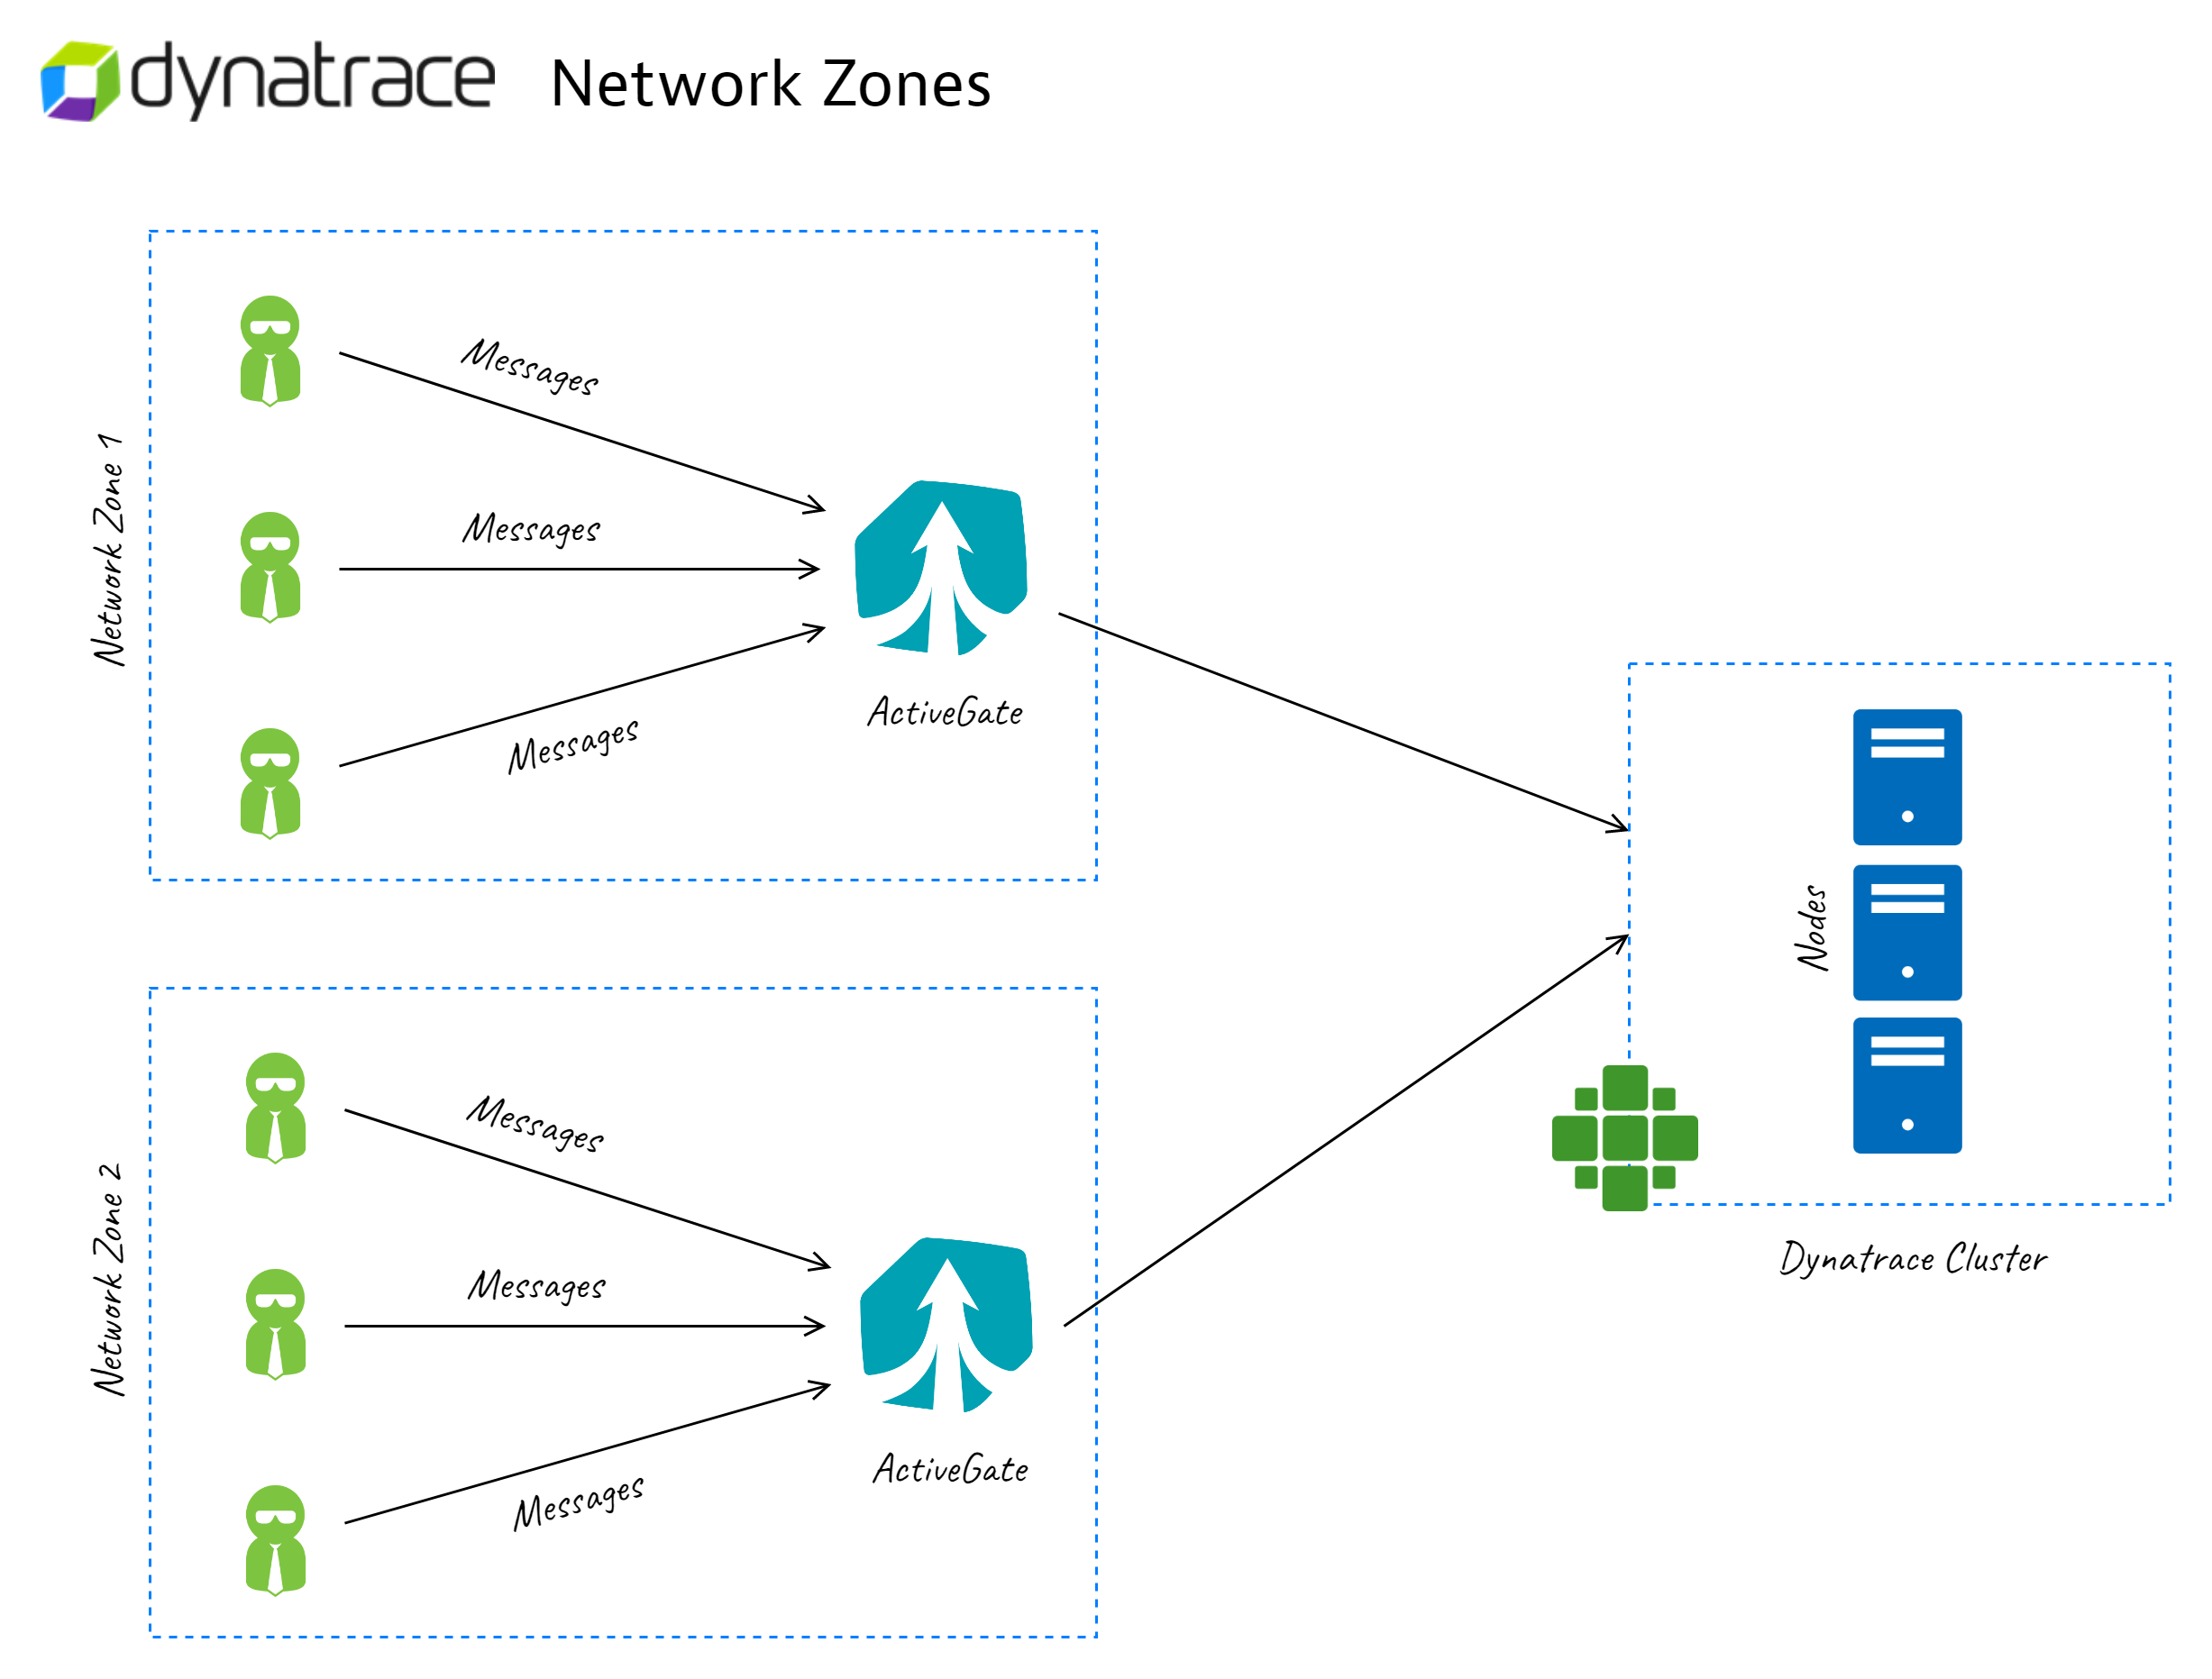 dynatrace Network Zones
Network Zone 1
Messages
Messages
Messages
ActiveGate
Network Zone 2
Messages
Messages
Messages
ActiveGate
Nodes
Dynatrace Cluster